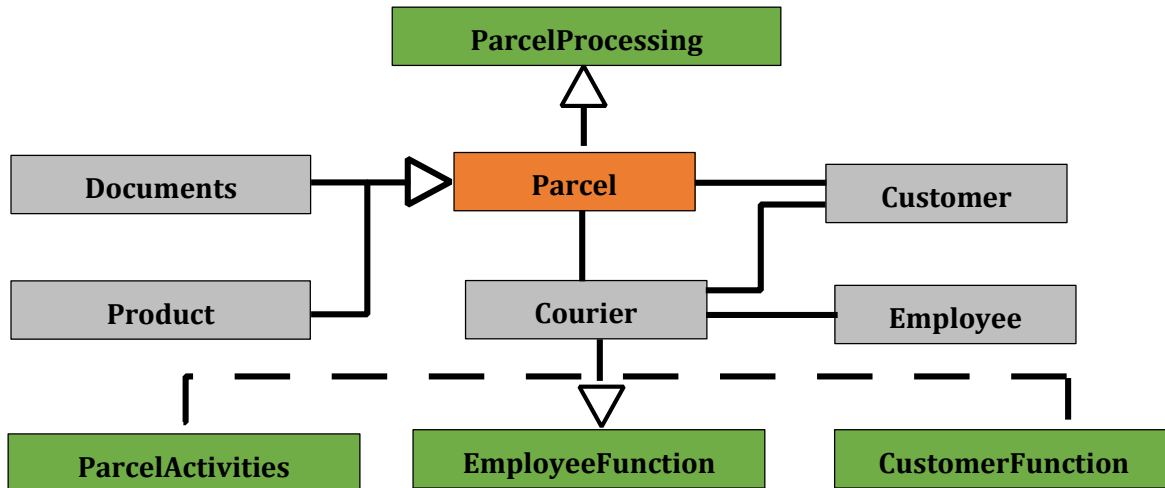 ParcelProcessing
Documents
Parcel
Customer
Product
Courier
Employee
ParcelActivities
EmployeeFunction
CustomerFunction